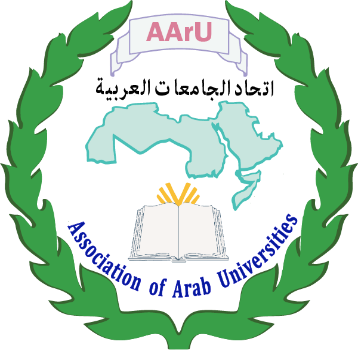 AArU
اتحاد الجامعات العربية
Association of Arab Universities